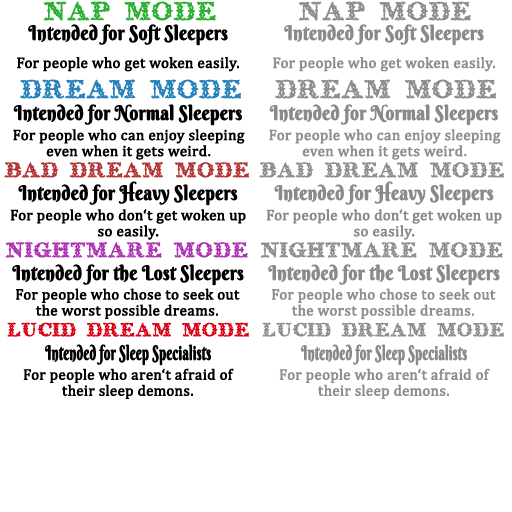 NAP MODE
Intended for Soft Sleepers
For people who get woken easily.
DREAM MODE
Intended for Normal Sleepers
For people who can enjoy sleeping
even when it gets weird.
BAD DREAM MODE
Intended for Heavy Sleepers
For people who don't get woken up
so easily.
NIGHTMARE MODE
Intended for the Lost Sleepers
For people who chose to seek out
the worst possible dreams.
LUCID DREAM MODE
Intended for Sleep Specialists
For people who aren't afraid of
their sleep demons.
NAP MODE
Intended for Soft Sleepers
For people who get woken easily.
DREAM MODE
Intended for Normal Sleepers
For people who can enjoy sleeping
even when it gets weird.
BAD DREAM MODE
Intended for Heavy Sleepers
For people who don't get woken up
so easily.
NIGHTMARE MODE
Intended for the Lost Sleepers
For people who chose to seek out
the worst possible dreams.
LUCID DREAM MODE
Intended for Sleep Specialists
For people who aren't afraid of
their sleep demons.